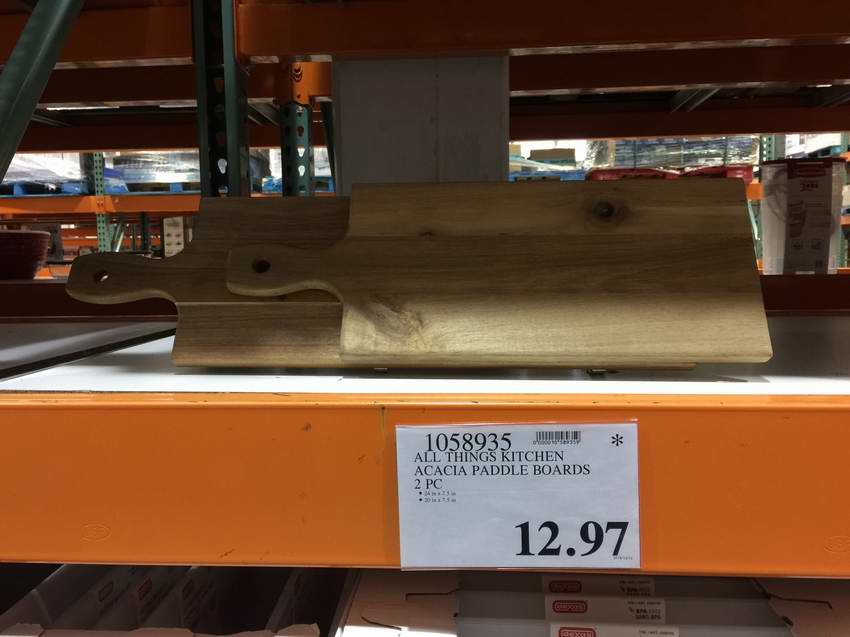 1058935
*
ALL THINGS KITCHEN
ACACIA PADDLE BOARDS
2 PC
• 24 in x 7.5 in
• 20 in x 7.5 in
12.97